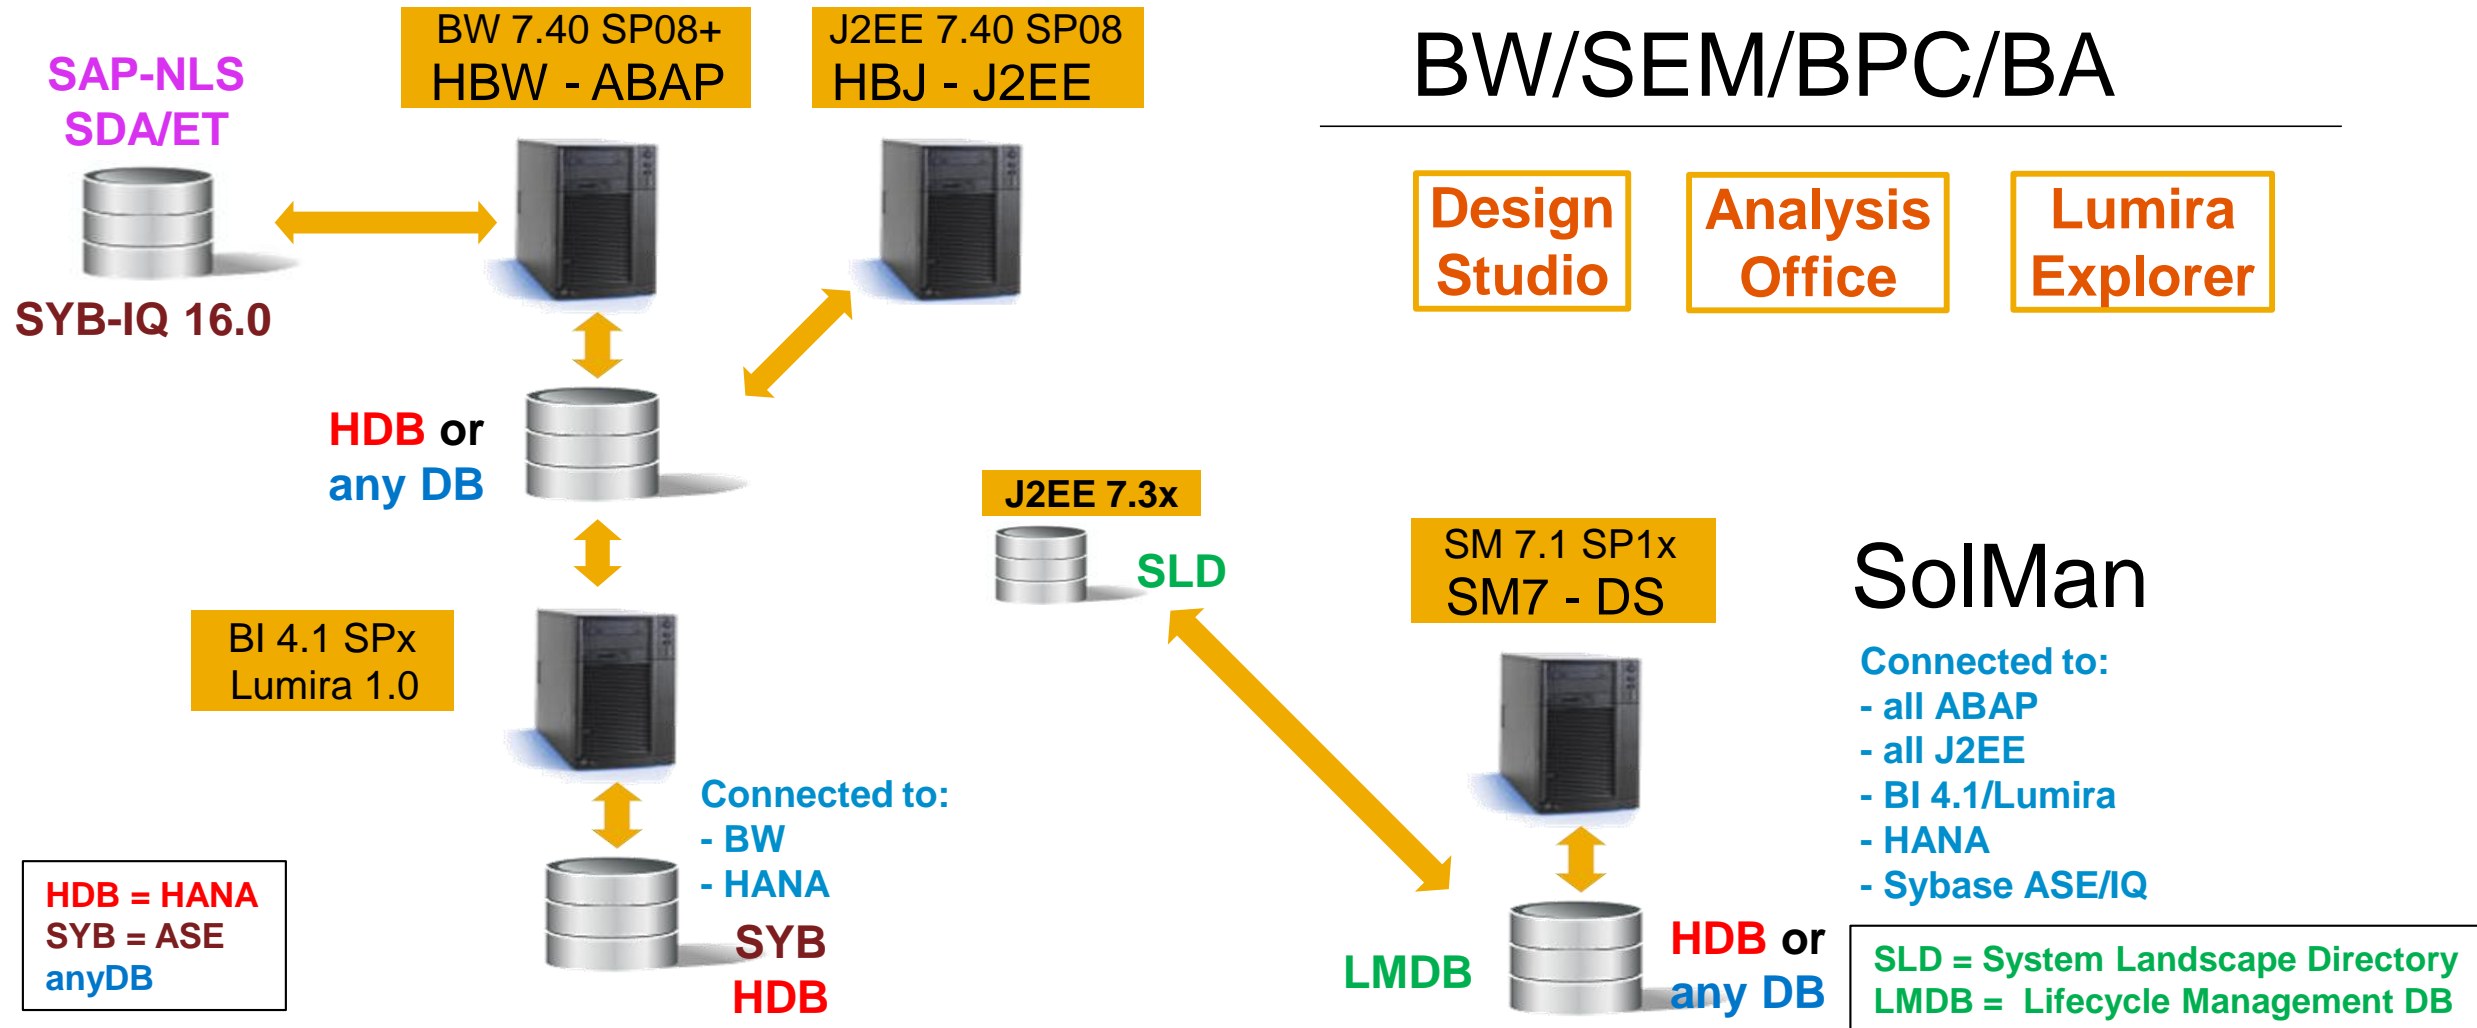 SAP-NLS
SDA/ET
SYB-IQ 16.0
BW 7.40 SP08+
HBW - ABAP
J2EE 7.40 SP08
HBJ - J2EE
BW/SEM/BPC/BA
Design
Studio
Analysis
Office
Lumira
Explorer
HDB or
any DB
J2EE 7.3x
SLD
SM 7.1 SP1x
SM7 - DS
SolMan
BI 4.1 SPx
Lumira 1.0
Connected to:
- all ABAP
- all J2EE
- BI 4.1/Lumira
- HANA
- Sybase ASE/IQ
Connected to:
- BW
- HANA
SYB
HDB
HDB = HANA
SYB = ASE
anyDB
LMDB
HDB or
any DB
SLD = System Landscape Directory
LMDB = Lifecycle Management DB